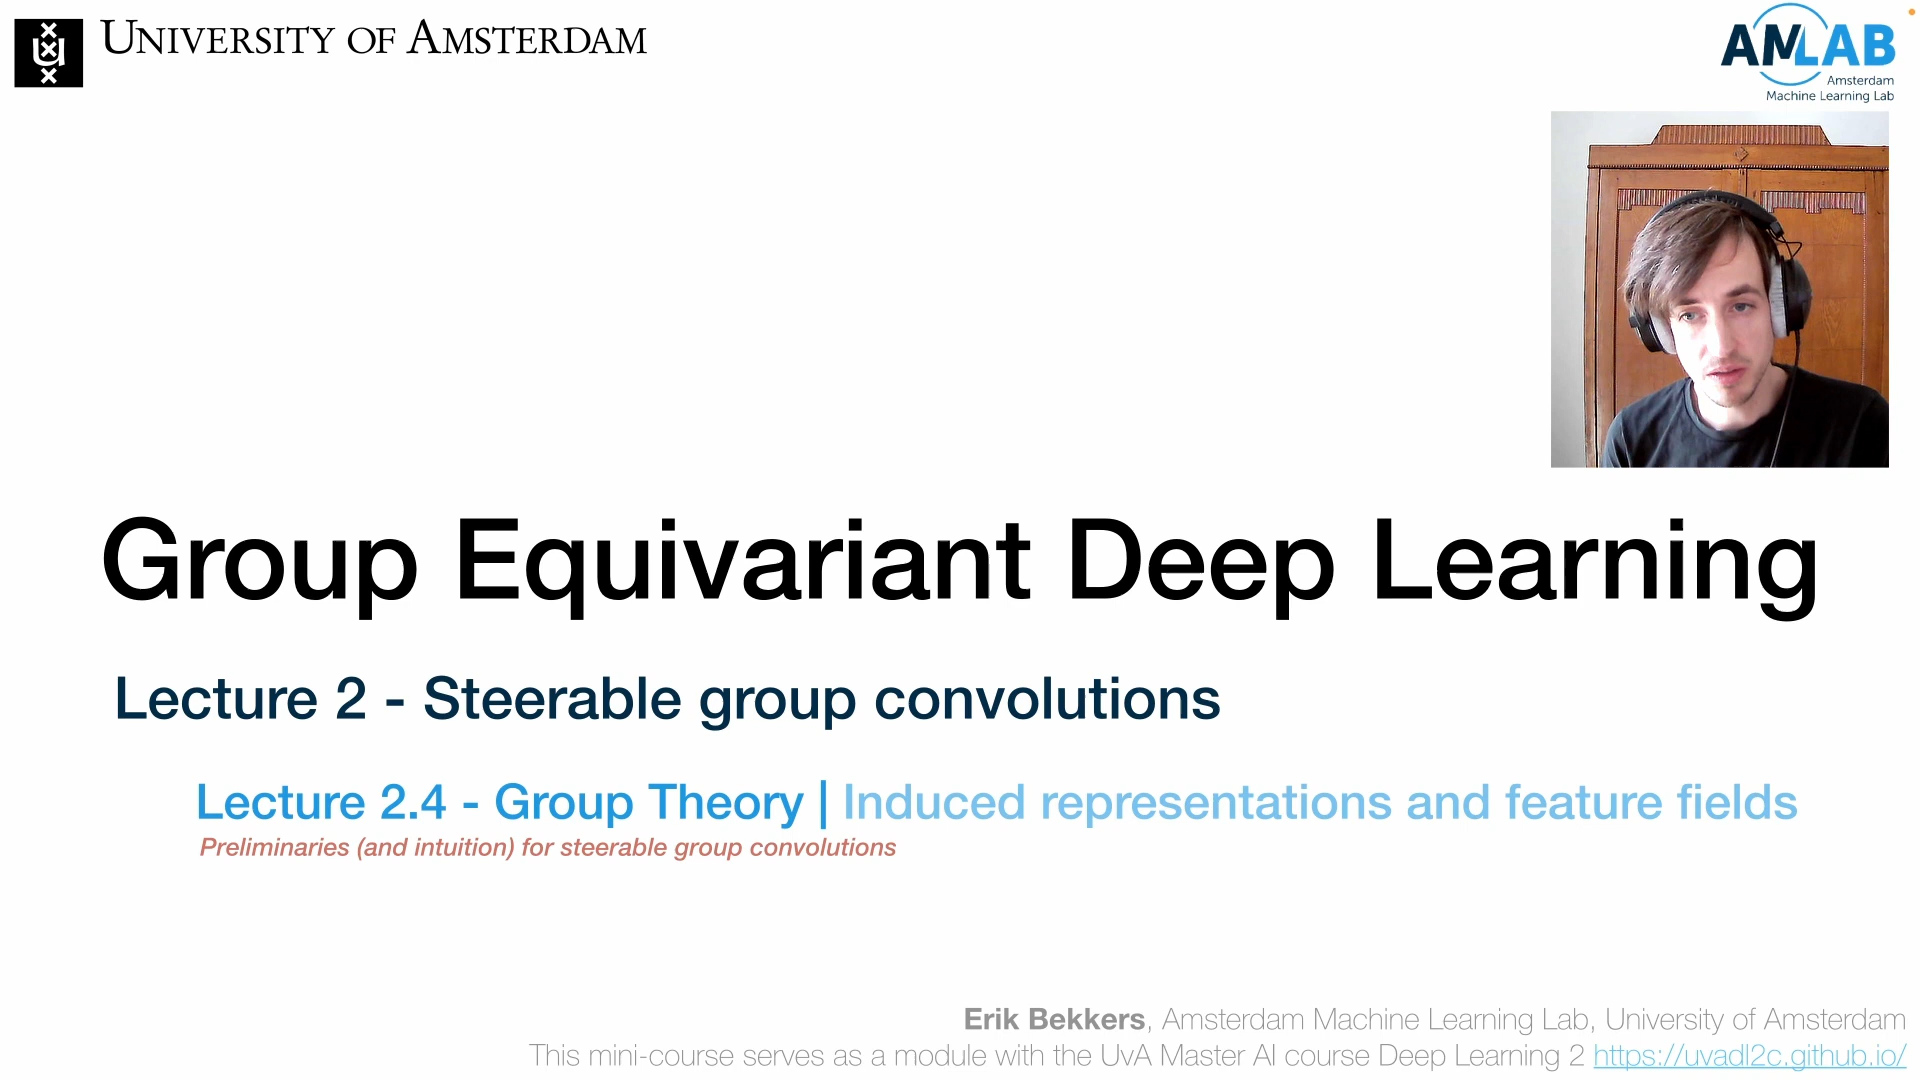 UNIVERSITY OF AMSTERDAM
AMLAB
Amsterdam
Machine Learning Lab
Group Equivariant Deep Learning
Lecture 2 - Steerable group convolutions
Lecture 2.4 - Group Theory | Induced representations and feature fields
Preliminaries (and intuition) for steerable group convolutions
Erik Bekkers, Amsterdam Machine Learning Lab, University of Amsterdam
This mini-course serves as a module with the UvA Master AI course Deep Learning 2 https://uvadl2c.github.io/